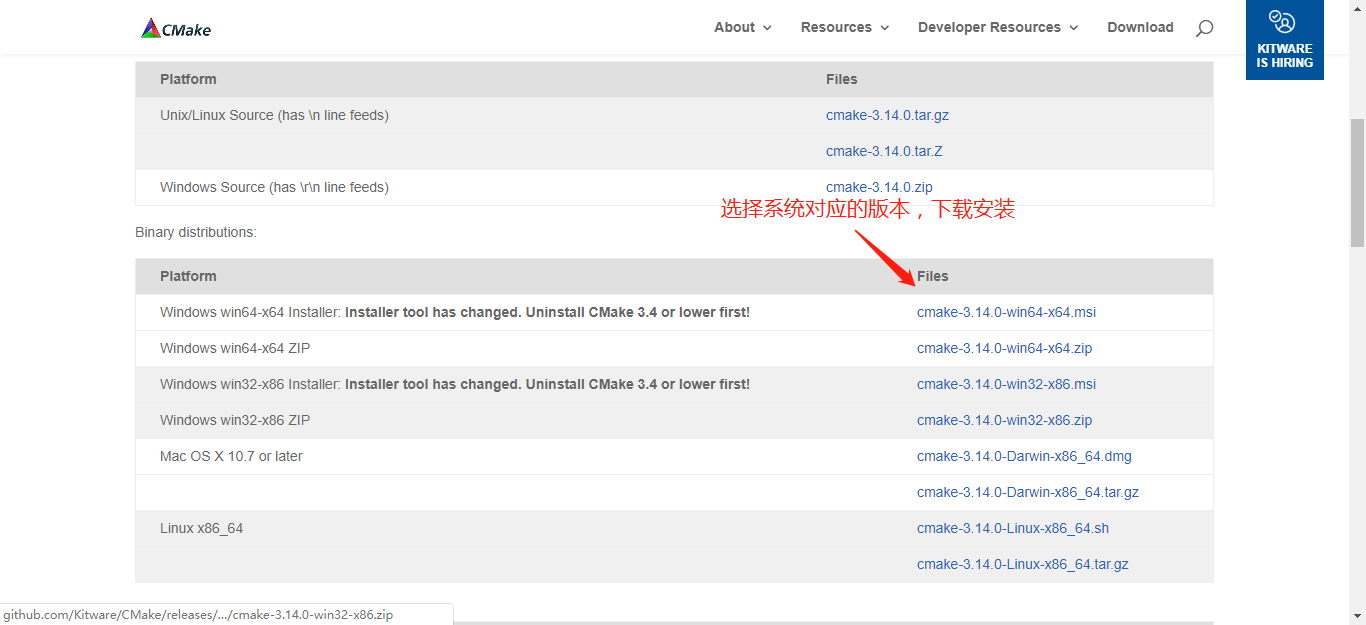 CMake
About
Resources
Developer Resources
Download
KITWARE
IS HIRING
Platform Files
Unix/Linux Source (has \n line feeds) cmake-3.14.0.tar.gz
cmake-3.14.0.tar.Z
Windows Source (has \r\n line feeds) cmake-3.14.0.zip
选择系统对应的版本，下载安装
Binary distributions:
Platform Files
Windows win64-x64 Installer: Installer tool has changed. Uninstall CMake 3.4 or lower first! cmake-3.14.0-win64-x64.msi
Windows win64-x64 ZIP cmake-3.14.0-win64-x64.zip
Windows win32-x86 Installer: Installer tool has changed. Uninstall CMake 3.4 or lower first! cmake-3.14.0-win32-x86.msi
Windows win32-x86 ZIP cmake-3.14.0-win32-x86.zip
Mac OS X 10.7 or later cmake-3.14.0-Darwin-x86_64.dmg
cmake-3.14.0-Darwin-x86_64.tar.gz
Linux x86_64 cmake-3.14.0-Linux-x86_64.sh
cmake-3.14.0-Linux-x86_64.tar.gz
github.com/Kitware/CMake/releases/.../cmake-3.14.0-win32-x86.zip